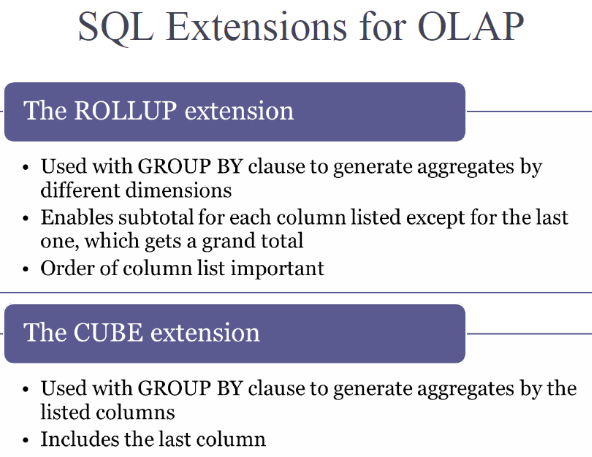 SQL Extensions for OLAP
The ROLLUP extension
• Used with GROUP BY clause to generate aggregates by
different dimensions
• Enables subtotal for each column listed except for the last
one, which gets a grand total
• Order of column list important
The CUBE extension
• Used with GROUP BY clause to generate aggregates by the
listed columns
• Includes the last column